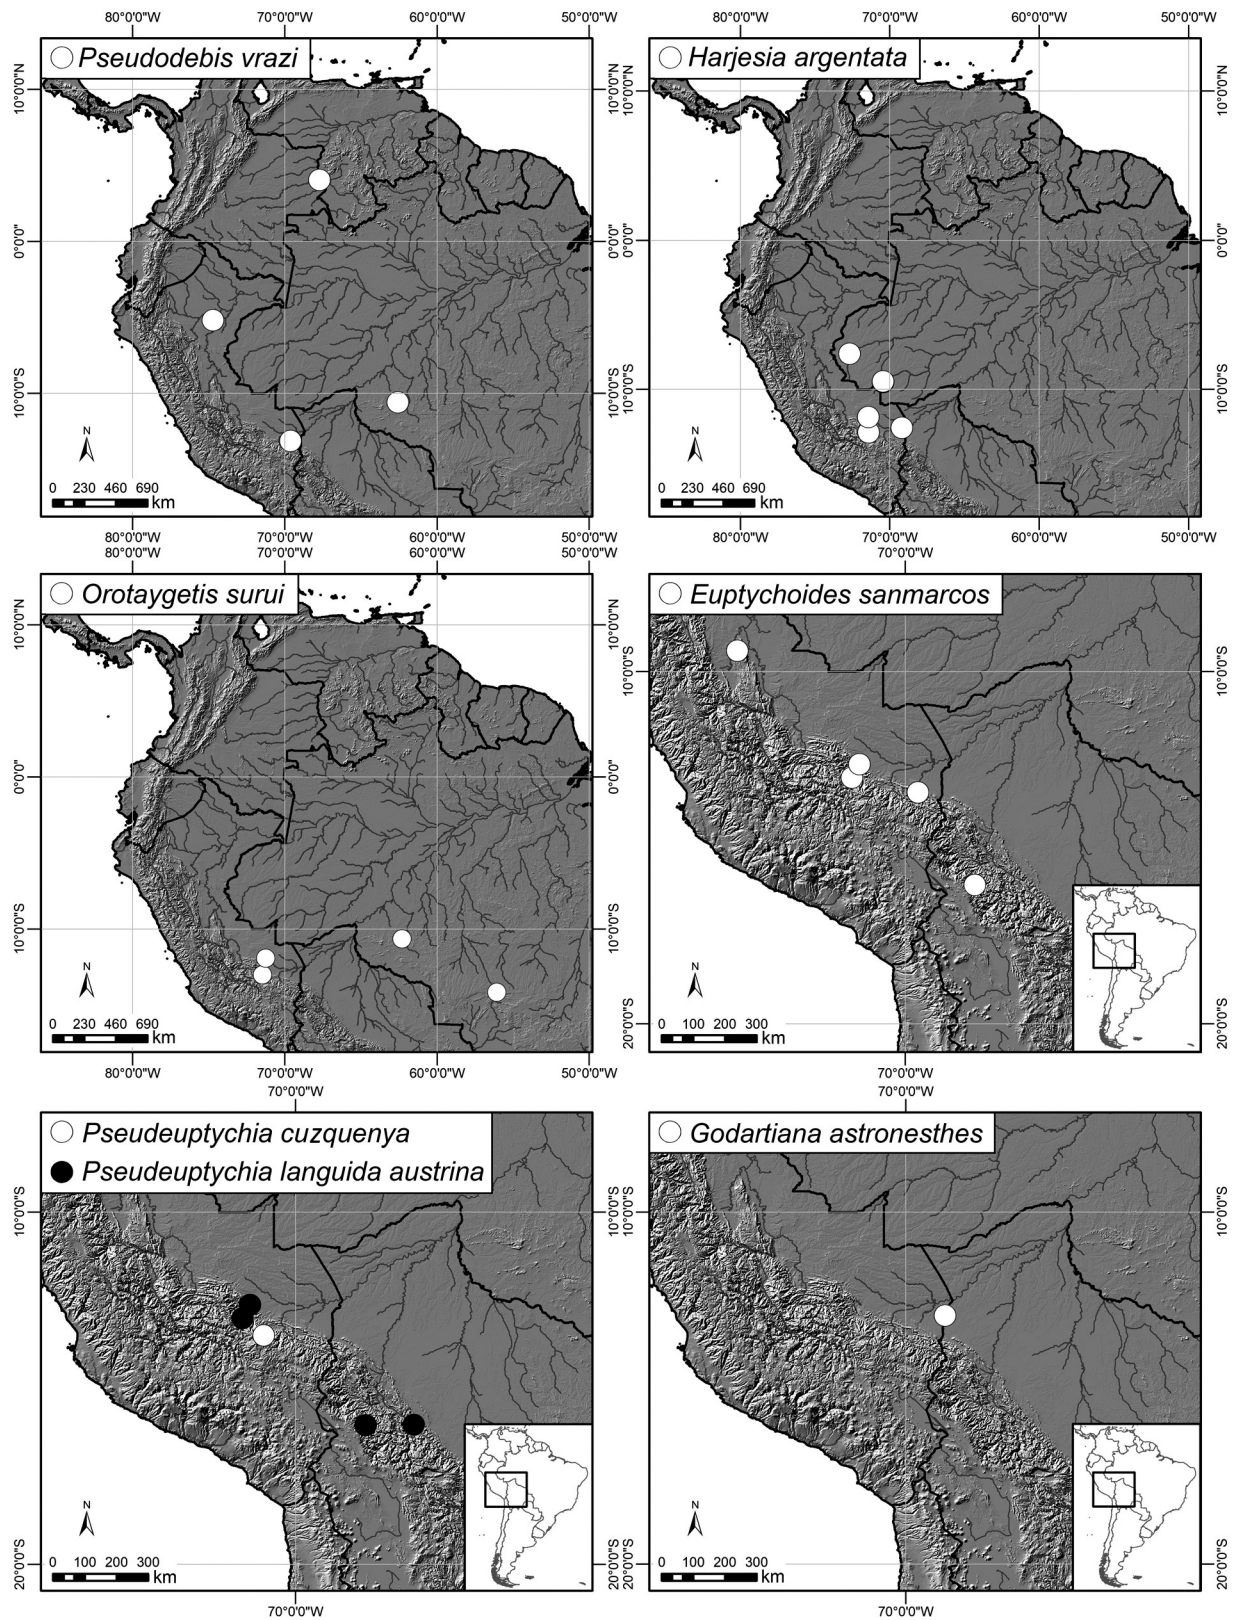 80°0'0"W 70°0'0"W 60°0'0"W 50°0'0"W
Pseudodebis vrazi
10°0'0"N
0°0'0"
10°0'0"S
N
0 230 460 690
km
80°0'0"W 70°0'0"W 60°0'0"W 50°0'0"W
80°0'0"W 70°0'0"W 60°0'0"W 50°0'0"W
Harjesia argentata
10°0'0"N
10°0'0"N
0°0'0"
0°0'0"
10°0'0"S
10°0'0"S
N
0 230 460 690
km
80°0'0"W 70°0'0"W 60°0'0"W 50°0'0"W
80°0'0"W 70°0'0"W 60°0'0"W 50°0'0"W
Orotaygetis surui
10°0'0"N
10°0'0"N
0°0'0"
0°0'0"
10°0'0"S
10°0'0"S
N
0 230 460 690
km
80°0'0"W 70°0'0"W 60°0'0"W 50°0'0"W
Euptychoides sanmarcos
10°0'0"S
10°0'0"S
20°0'0"S
20°0'0"S
N
0 100 200 300
km
70°0'0"W
70°0'0"W
Pseudeuptychia cuzquenya
Pseudeuptychia languida austrina
10°0'0"S
10°0'0"S
20°0'0"S
20°0'0"S
N
0 100 200 300
km
70°0'0"W
70°0'0"W
Godartiana astronesthes
10°0'0"S
10°0'0"S
20°0'0"S
20°0'0"S
N
0 100 200 300
km
70°0'0"W